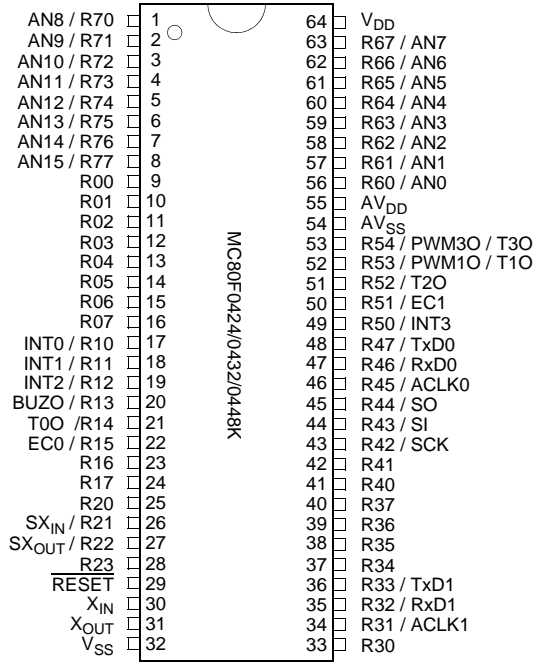 AN8 / R70 1
AN9 / R71 2
AN10 / R72 3
AN11 / R73 4
AN12 / R74 5
AN13 / R75 6
AN14 / R76 7
AN15 / R77 8
R00 9
R01 10
R02 11
R03 12
R04 13
R05 14
R06 15
R07 16
INT0 / R10 17
INT1 / R11 18
INT2 / R12 19
BUZO / R13 20
T0O /R14 21
EC0 / R15 22
R16 23
R17 24
R20 25
SXIN / R21 26
SXOUT / R22 27
R23 28
RESET 29
XIN 30
XOUT 31
VSS 32
MC80F0424/0432/0448K
64 VDD
63 R67 / AN7
62 R66 / AN6
61 R65 / AN5
60 R64 / AN4
59 R63 / AN3
58 R62 / AN2
57 R61 / AN1
56 R60 / AN0
55 AVDD
54 AVSS
53 R54 / PWM3O / T3O
52 R53 / PWM1O / T1O
51 R52 / T2O
50 R51 / EC1
49 R50 / INT3
48 R47 / TxD0
47 R46 / RxD0
46 R45 / ACLK0
45 R44 / SO
44 R43 / SI
43 R42 / SCK
42 R41
41 R40
40 R37
39 R36
38 R35
37 R34
36 R33 / TxD1
35 R32 / RxD1
34 R31 / ACLK1
33 R30